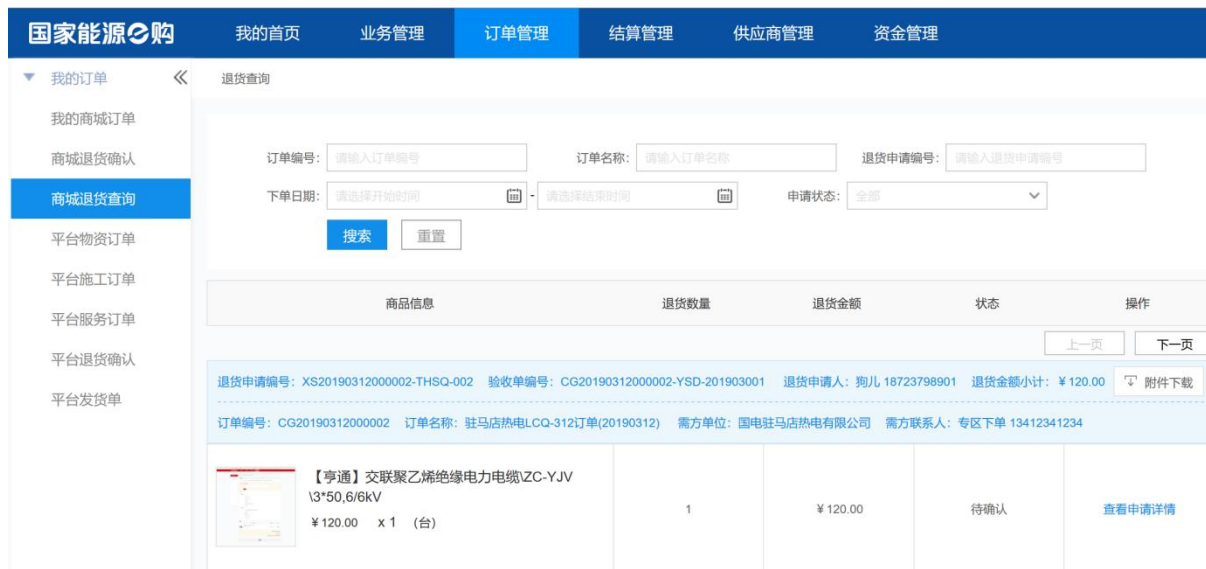 国家能源e购 我的首页 业务管理 订单管理 结算管理 供应商管理 资金管理
我的订单
我的商城订单
商城退货确认
商城退货查询
平台物资订单
平台施工订单
平台服务订单
平台退货确认
平台发货单
退货查询
订单编号： 请输入订单编号 订单名称： 请输入订单名称 退货申请编号： 请输入退货申请编号
下单日期： 请选择开始时间 - 请选择结束时间 申请状态： 全部
搜索 重置
商品信息 退货数量 退货金额 状态 操作
上一页 下一页
退货申请编号：XS20190312000002-THSQ-002 验收单编号：CG20190312000002-YSD-201903001 退货申请人：狗儿 18723798901 退货金额小计：¥120.00 附件下载
订单编号：CG20190312000002 订单名称：驻马店热电LCQ-312订单(20190312) 需方单位：国电驻马店热电有限公司 需方联系人：专区下单 13412341234
【亨通】交联聚乙烯绝缘电力电缆\ZC-YJV
\3*50,6/6kV
¥120.00 x 1 (台)
1 ¥120.00 待确认 查看申请详情